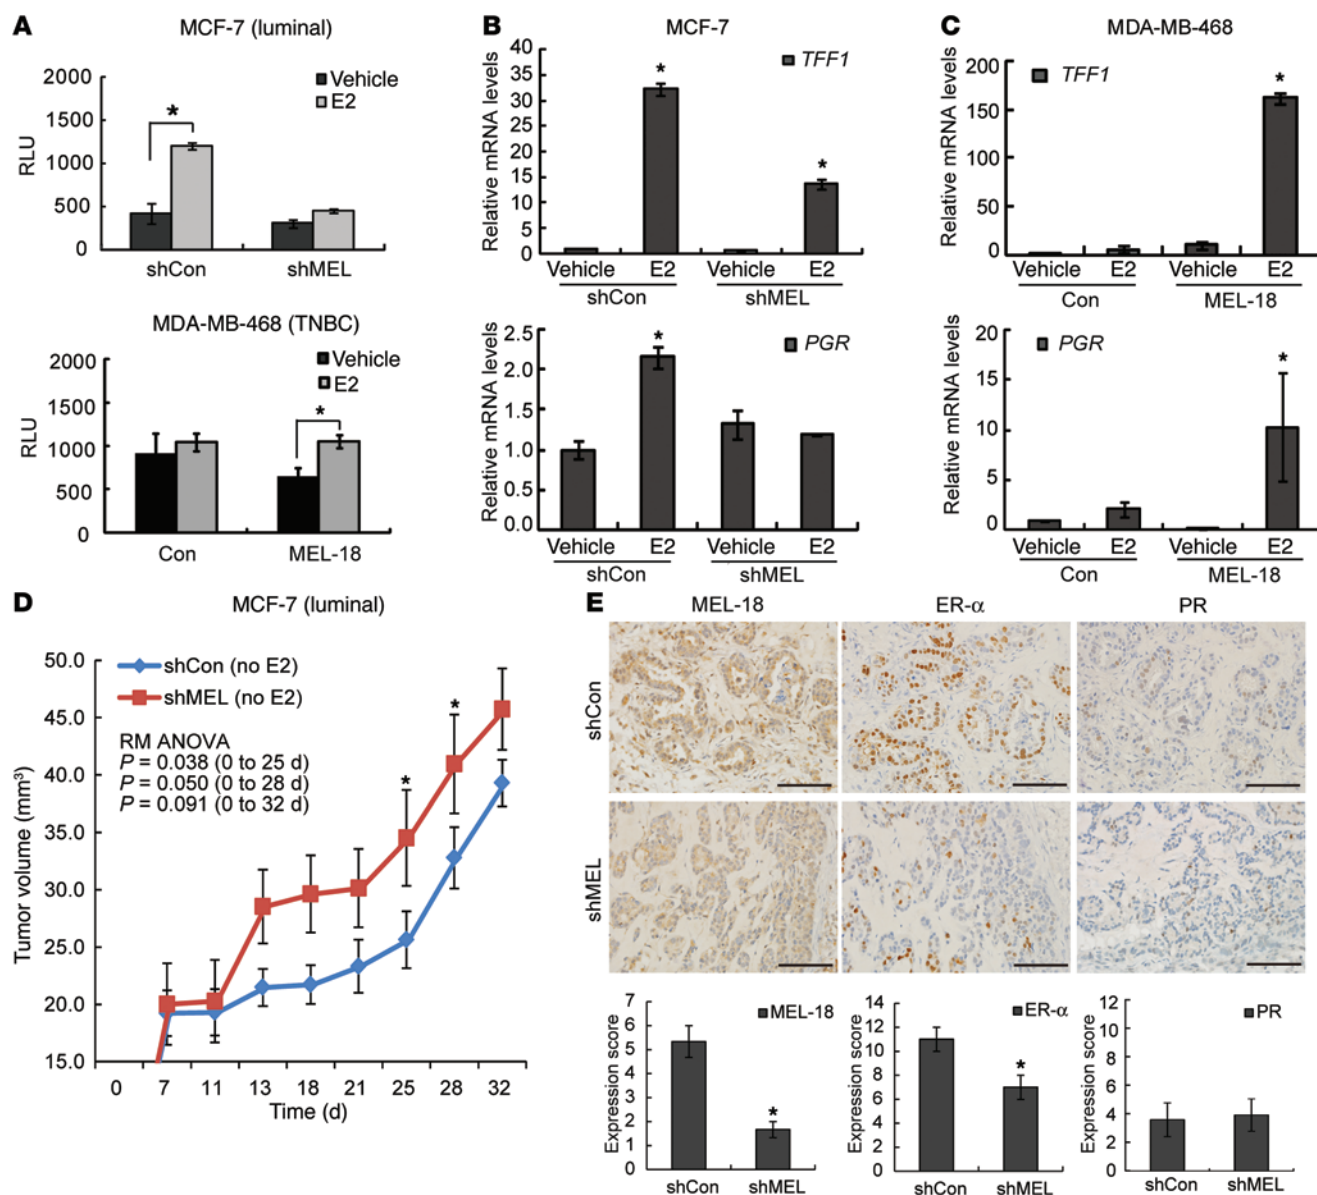 A
MCF-7 (luminal)
2000
1500
1000
500
0
RLU
Vehicle
E2
*
shCon
shMEL
MDA-MB-468 (TNBC)
2000
1500
1000
500
0
RLU
Vehicle
E2
*
Con
MEL-18
B
MCF-7
Relative mRNA levels
40
35
30
25
20
15
10
5
0
TFF1
*
*
Vehicle E2 Vehicle E2
shCon shMEL
Relative mRNA levels
2.5
2.0
1.5
1.0
0.5
0.0
PGR
*
Vehicle E2 Vehicle E2
shCon shMEL
C
MDA-MB-468
Relative mRNA levels
200
150
100
50
0
TFF1
*
Vehicle E2 Vehicle E2
Con MEL-18
Relative mRNA levels
20
15
10
5
0
PGR
*
Vehicle E2 Vehicle E2
Con MEL-18
D
MCF-7 (luminal)
Tumor volume (mm³)
50.0
45.0
40.0
35.0
30.0
25.0
20.0
15.0
shCon (no E2)
shMEL (no E2)
RM ANOVA
P = 0.038 (0 to 25 d)
P = 0.050 (0 to 28 d)
P = 0.091 (0 to 32 d)
*
*
0 7 11 13 18 21 25 28 32
Time (d)
E
MEL-18 ER-α PR
shCon
shMEL
Expression score
7
6
5
4
3
2
1
0
MEL-18
*
shCon shMEL
Expression score
14
12
10
8
6
4
2
0
ER-α
*
shCon shMEL
Expression score
12
10
8
6
4
2
0
PR
shCon shMEL